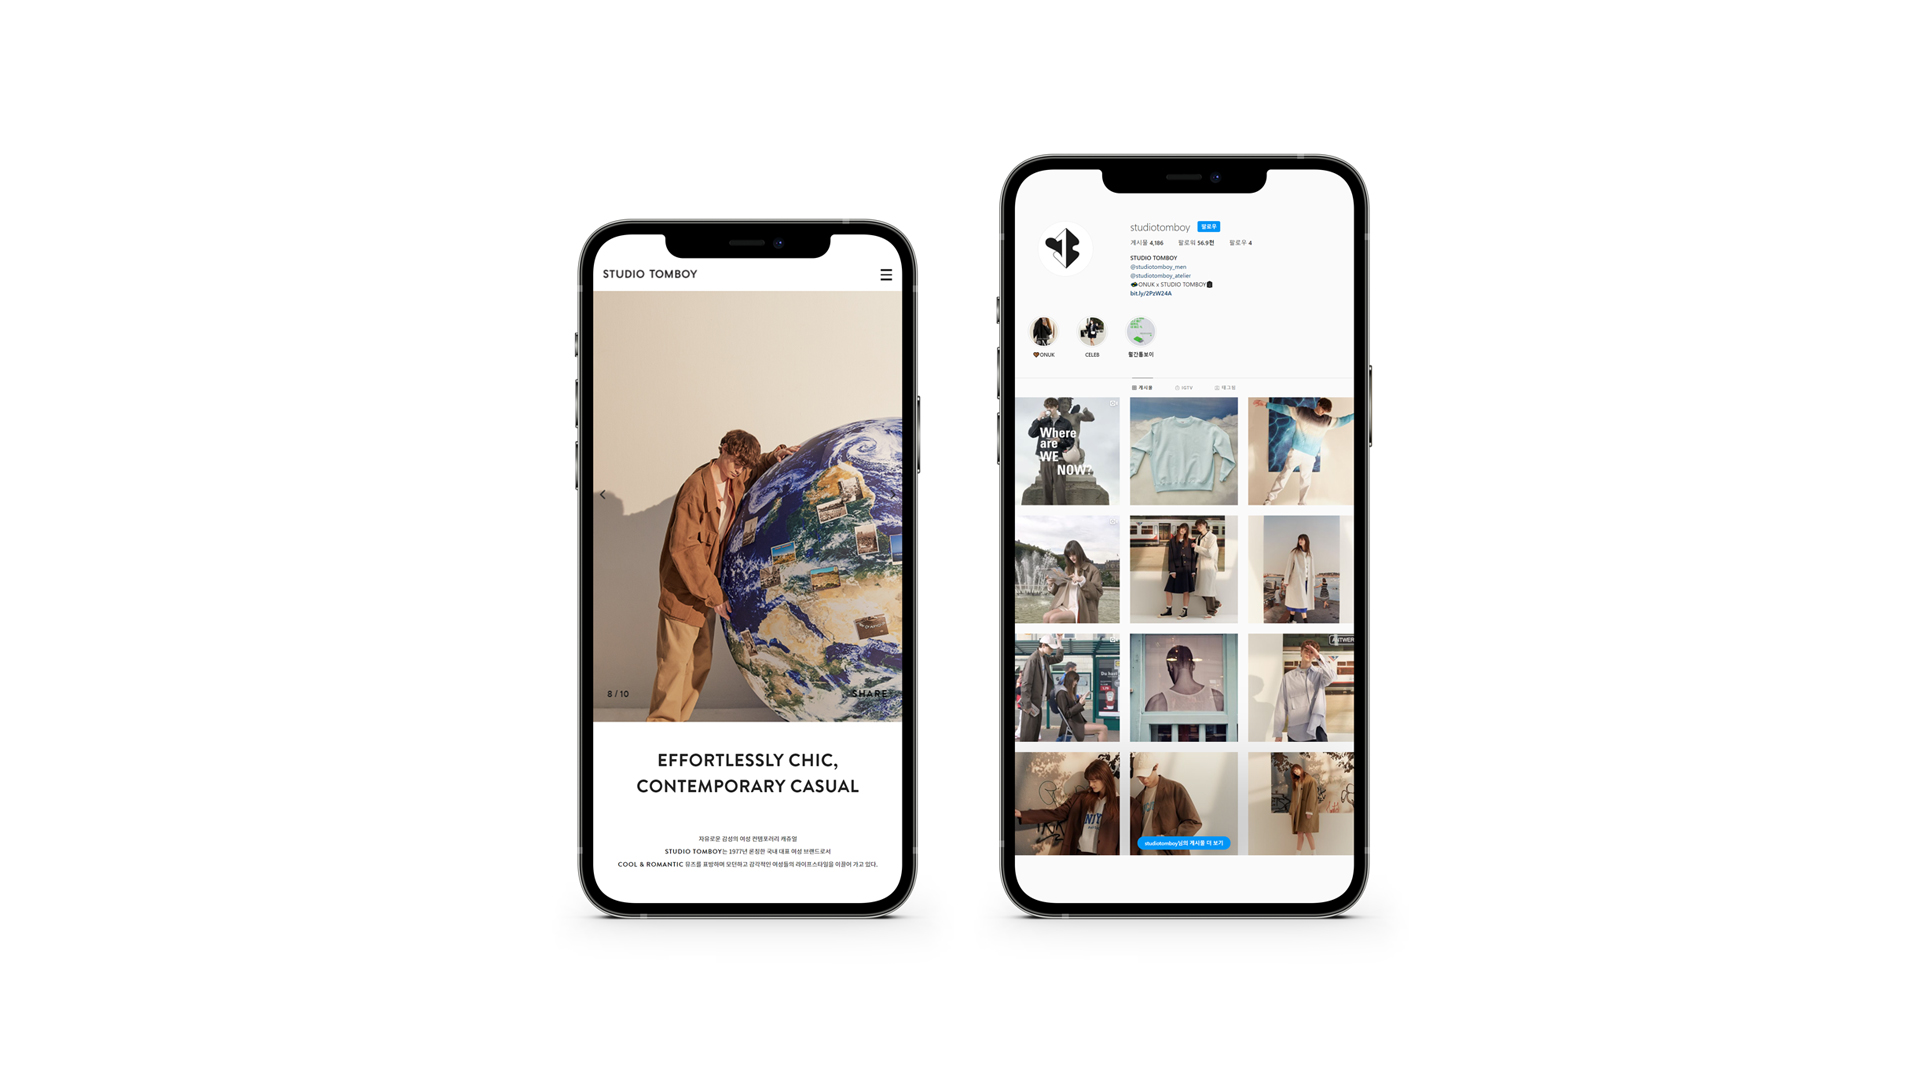 STUDIO TOMBOY
8 / 10
SHARE
EFFORTLESSLY CHIC,
CONTEMPORARY CASUAL
자유로운 감성의 여성 컨템포러리 캐쥬얼
STUDIO TOMBOY는 1977년 론칭한 국내 대표 여성 브랜드로서
COOL & ROMANTIC 뮤즈를 표방하며 모던하고 감각적인 여성들의 라이프스타일을 이끌어 가고 있다.
studiotomboy 팔로우
게시물 4,186 팔로워 56.9천 팔로우 4
STUDIO TOMBOY
@studiotomboy_men
@studiotomboy_atelier
ONUK x STUDIO TOMBOY
bit.ly/2PzW24A
ONUK CELEB 월간톰보이
게시물 IGTV 태그됨
Where
are
WE
NOW?
ANTWER
studiotomboy님의 게시물 더 보기